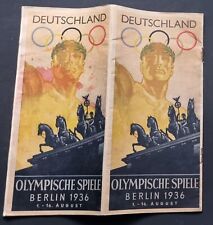 DEUTSCHLAND
OLYMPISCHE SPIELE
BERLIN 1936
1. - 16. AUGUST
DEUTSCHLAND
OLYMPISCHE SPIELE
BERLIN 1936
1. - 16. AUGUST